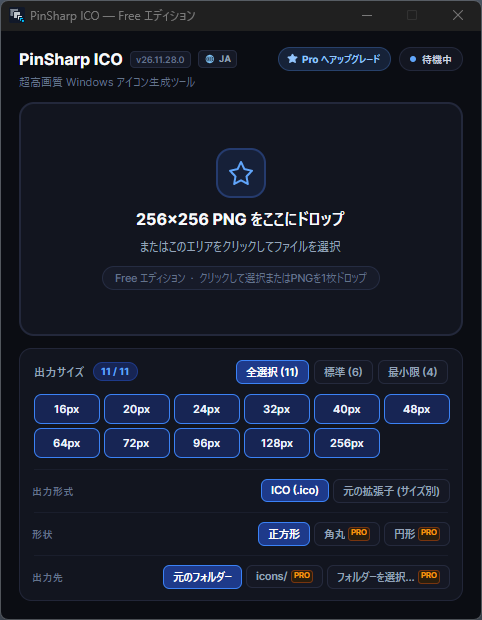 PinSharp ICO — Free エディション
PinSharp ICO v26.11.28.0 JA Pro へアップグレード 待機中
超高画質 Windows アイコン生成ツール
256×256 PNG をここにドロップ
またはこのエリアをクリックしてファイルを選択
Free エディション · クリックして選択またはPNGを1枚ドロップ
出力サイズ 11 / 11 全選択 (11) 標準 (6) 最小限 (4)
16px 20px 24px 32px 40px 48px
64px 72px 96px 128px 256px
出力形式 ICO (.ico) 元の拡張子 (サイズ別)
形状 正方形 角丸 PRO 円形 PRO
出力先 元のフォルダー icons/ PRO フォルダーを選択... PRO